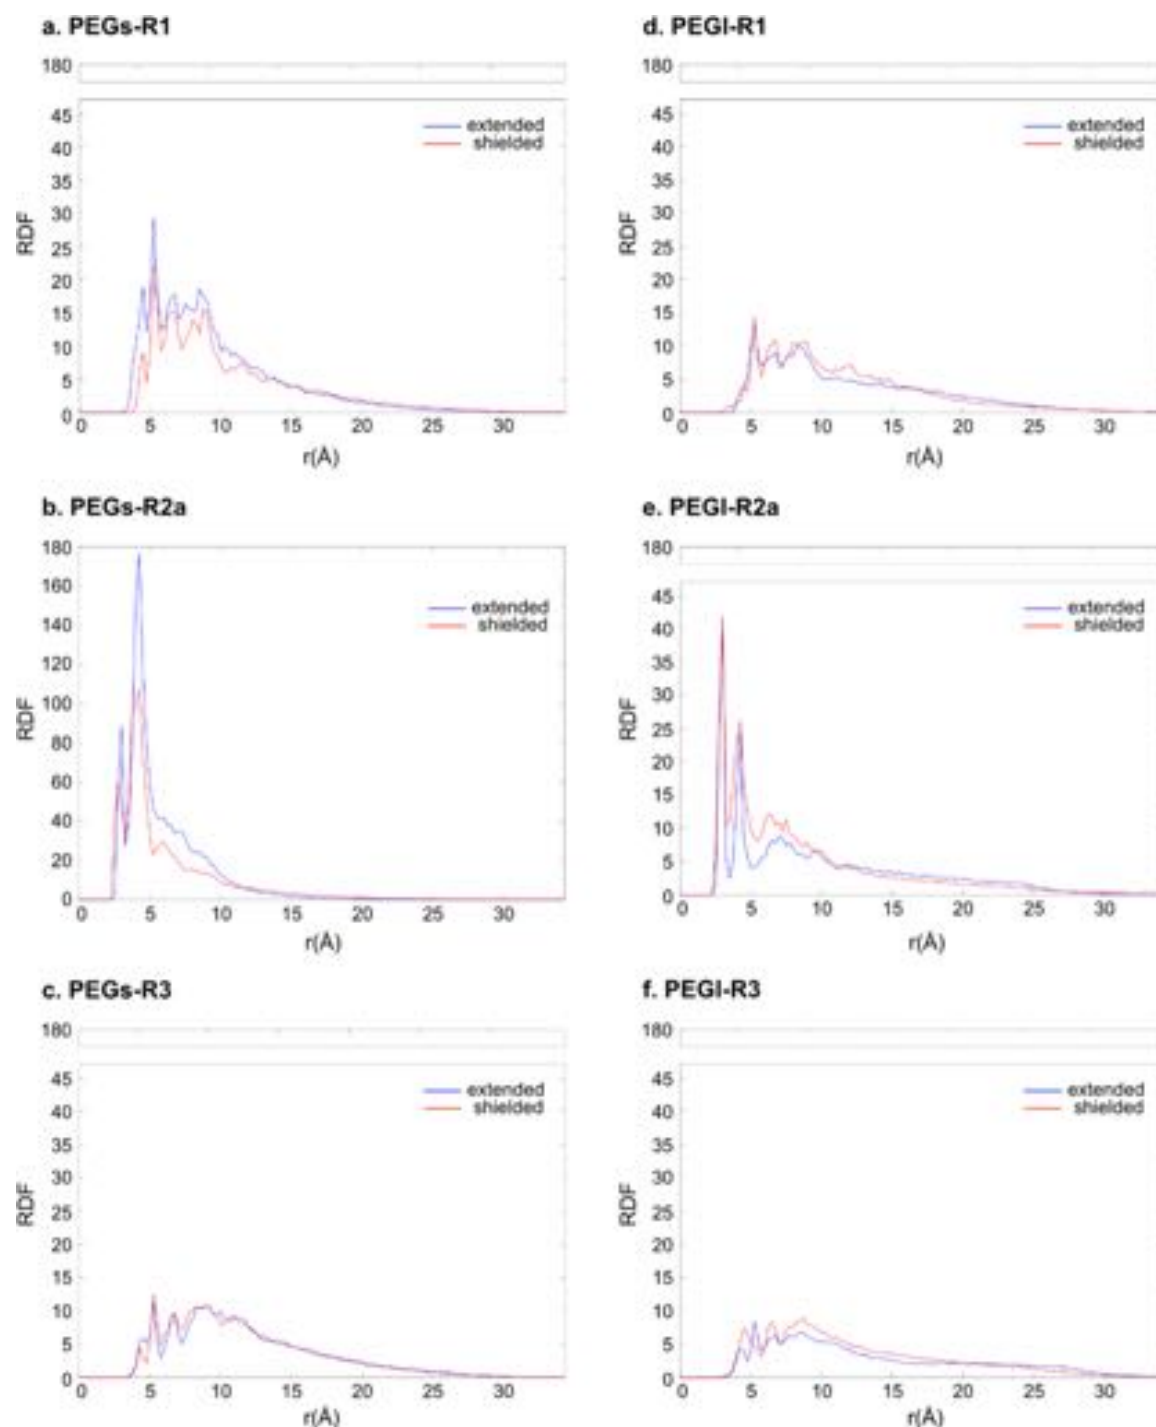 a. PEGs-R1
180
45
40
35
30
25
20
15
10
5
0
RDF
extended
shielded
0 5 10 15 20 25 30
r(Å)
d. PEGl-R1
180
45
40
35
30
25
20
15
10
5
0
RDF
extended
shielded
0 5 10 15 20 25 30
r(Å)
b. PEGs-R2a
180
160
140
120
100
80
60
40
20
0
RDF
extended
shielded
0 5 10 15 20 25 30
r(Å)
e. PEGl-R2a
180
45
40
35
30
25
20
15
10
5
0
RDF
extended
shielded
0 5 10 15 20 25 30
r(Å)
c. PEGs-R3
180
45
40
35
30
25
20
15
10
5
0
RDF
extended
shielded
0 5 10 15 20 25 30
r(Å)
f. PEGl-R3
180
45
40
35
30
25
20
15
10
5
0
RDF
extended
shielded
0 5 10 15 20 25 30
r(Å)